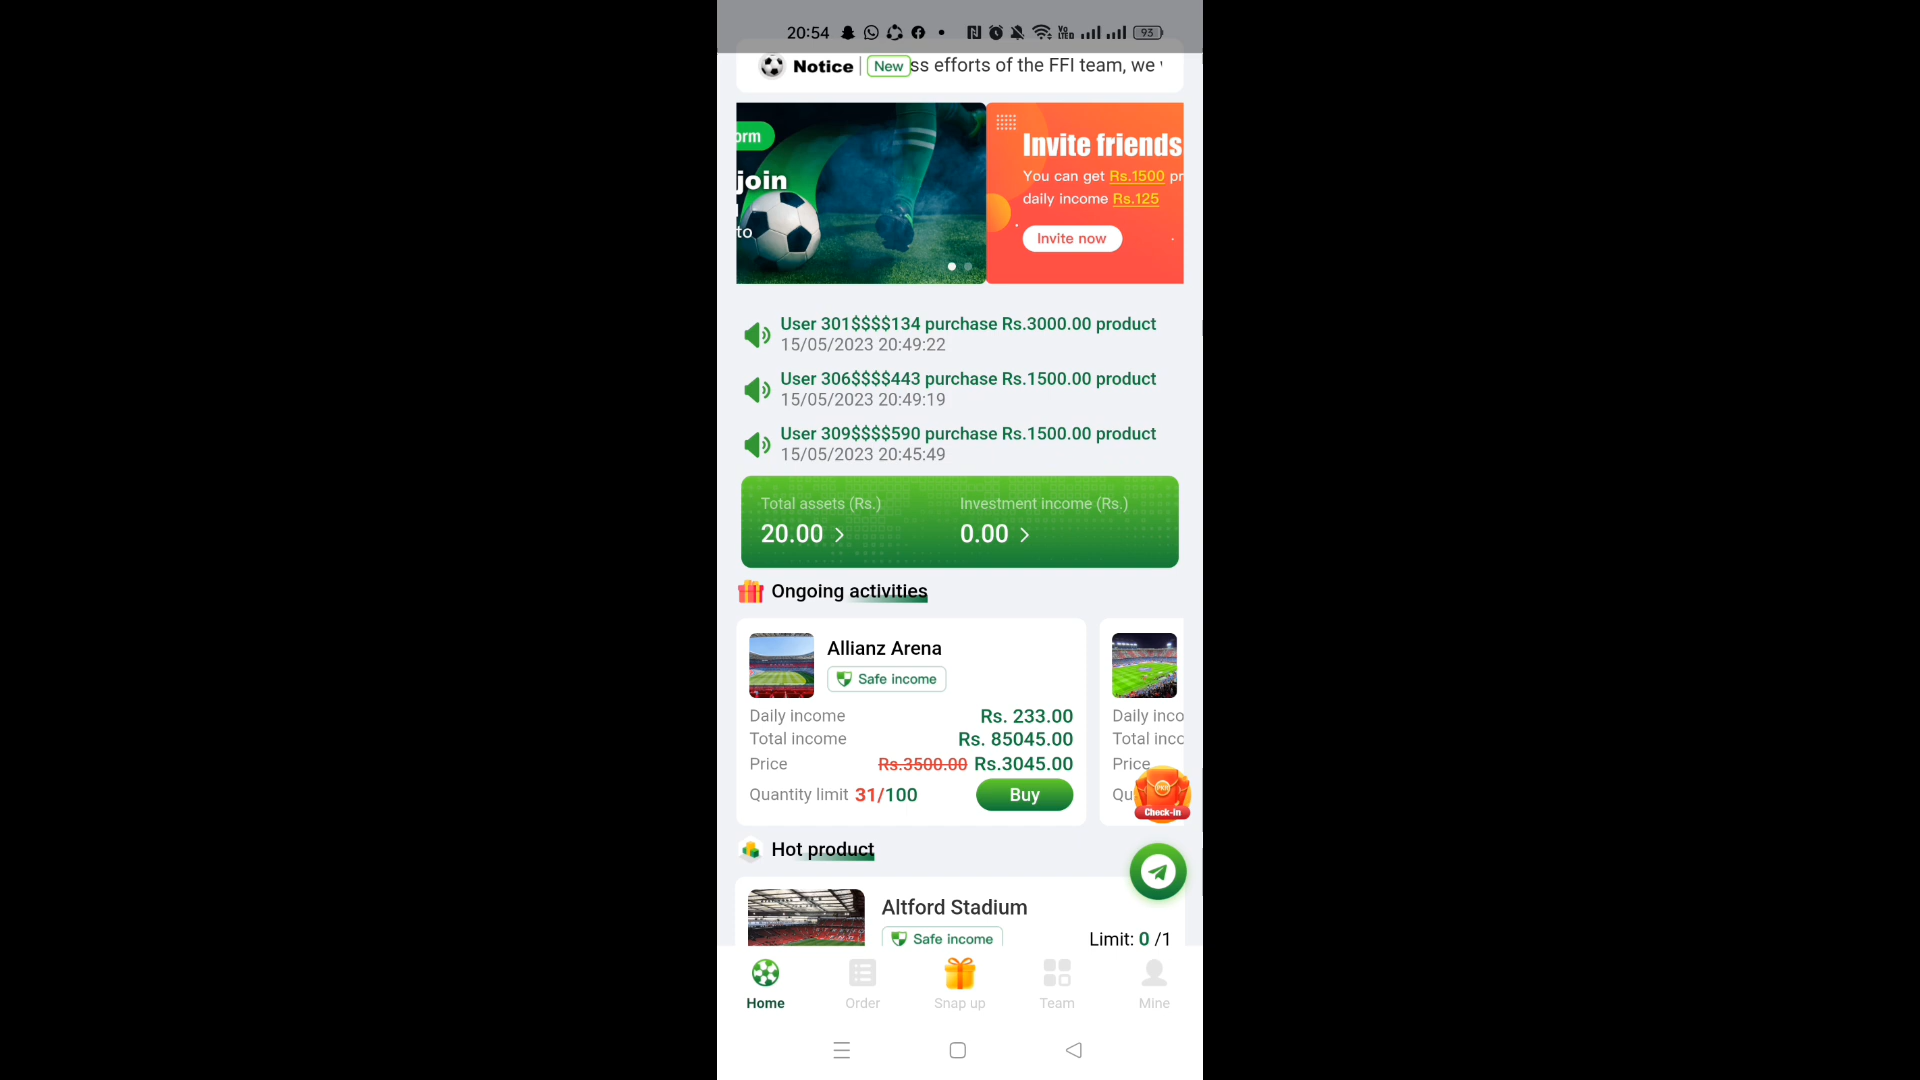 20:54
Vo LTE
93
Notice New ss efforts of the FFI team, we
orm
join
to
Invite friends
You can get Rs.1500 pr
daily income Rs.125
Invite now
User 301$$$$134 purchase Rs.3000.00 product
15/05/2023 20:49:22
User 306$$$$443 purchase Rs.1500.00 product
15/05/2023 20:49:19
User 309$$$$590 purchase Rs.1500.00 product
15/05/2023 20:45:49
Total assets (Rs.) Investment income (Rs.)
20.00 > 0.00 >
Ongoing activities
Allianz Arena
Safe income
Daily income Rs. 233.00
Total income Rs. 85045.00
Price Rs.3500.00 Rs.3045.00
Quantity limit 31/100 Buy
Daily inco
Total inco
Price
Qu
Check-in
Hot product
Altford Stadium
Safe income
Limit: 0 /1
Home Order Snap up Team Mine